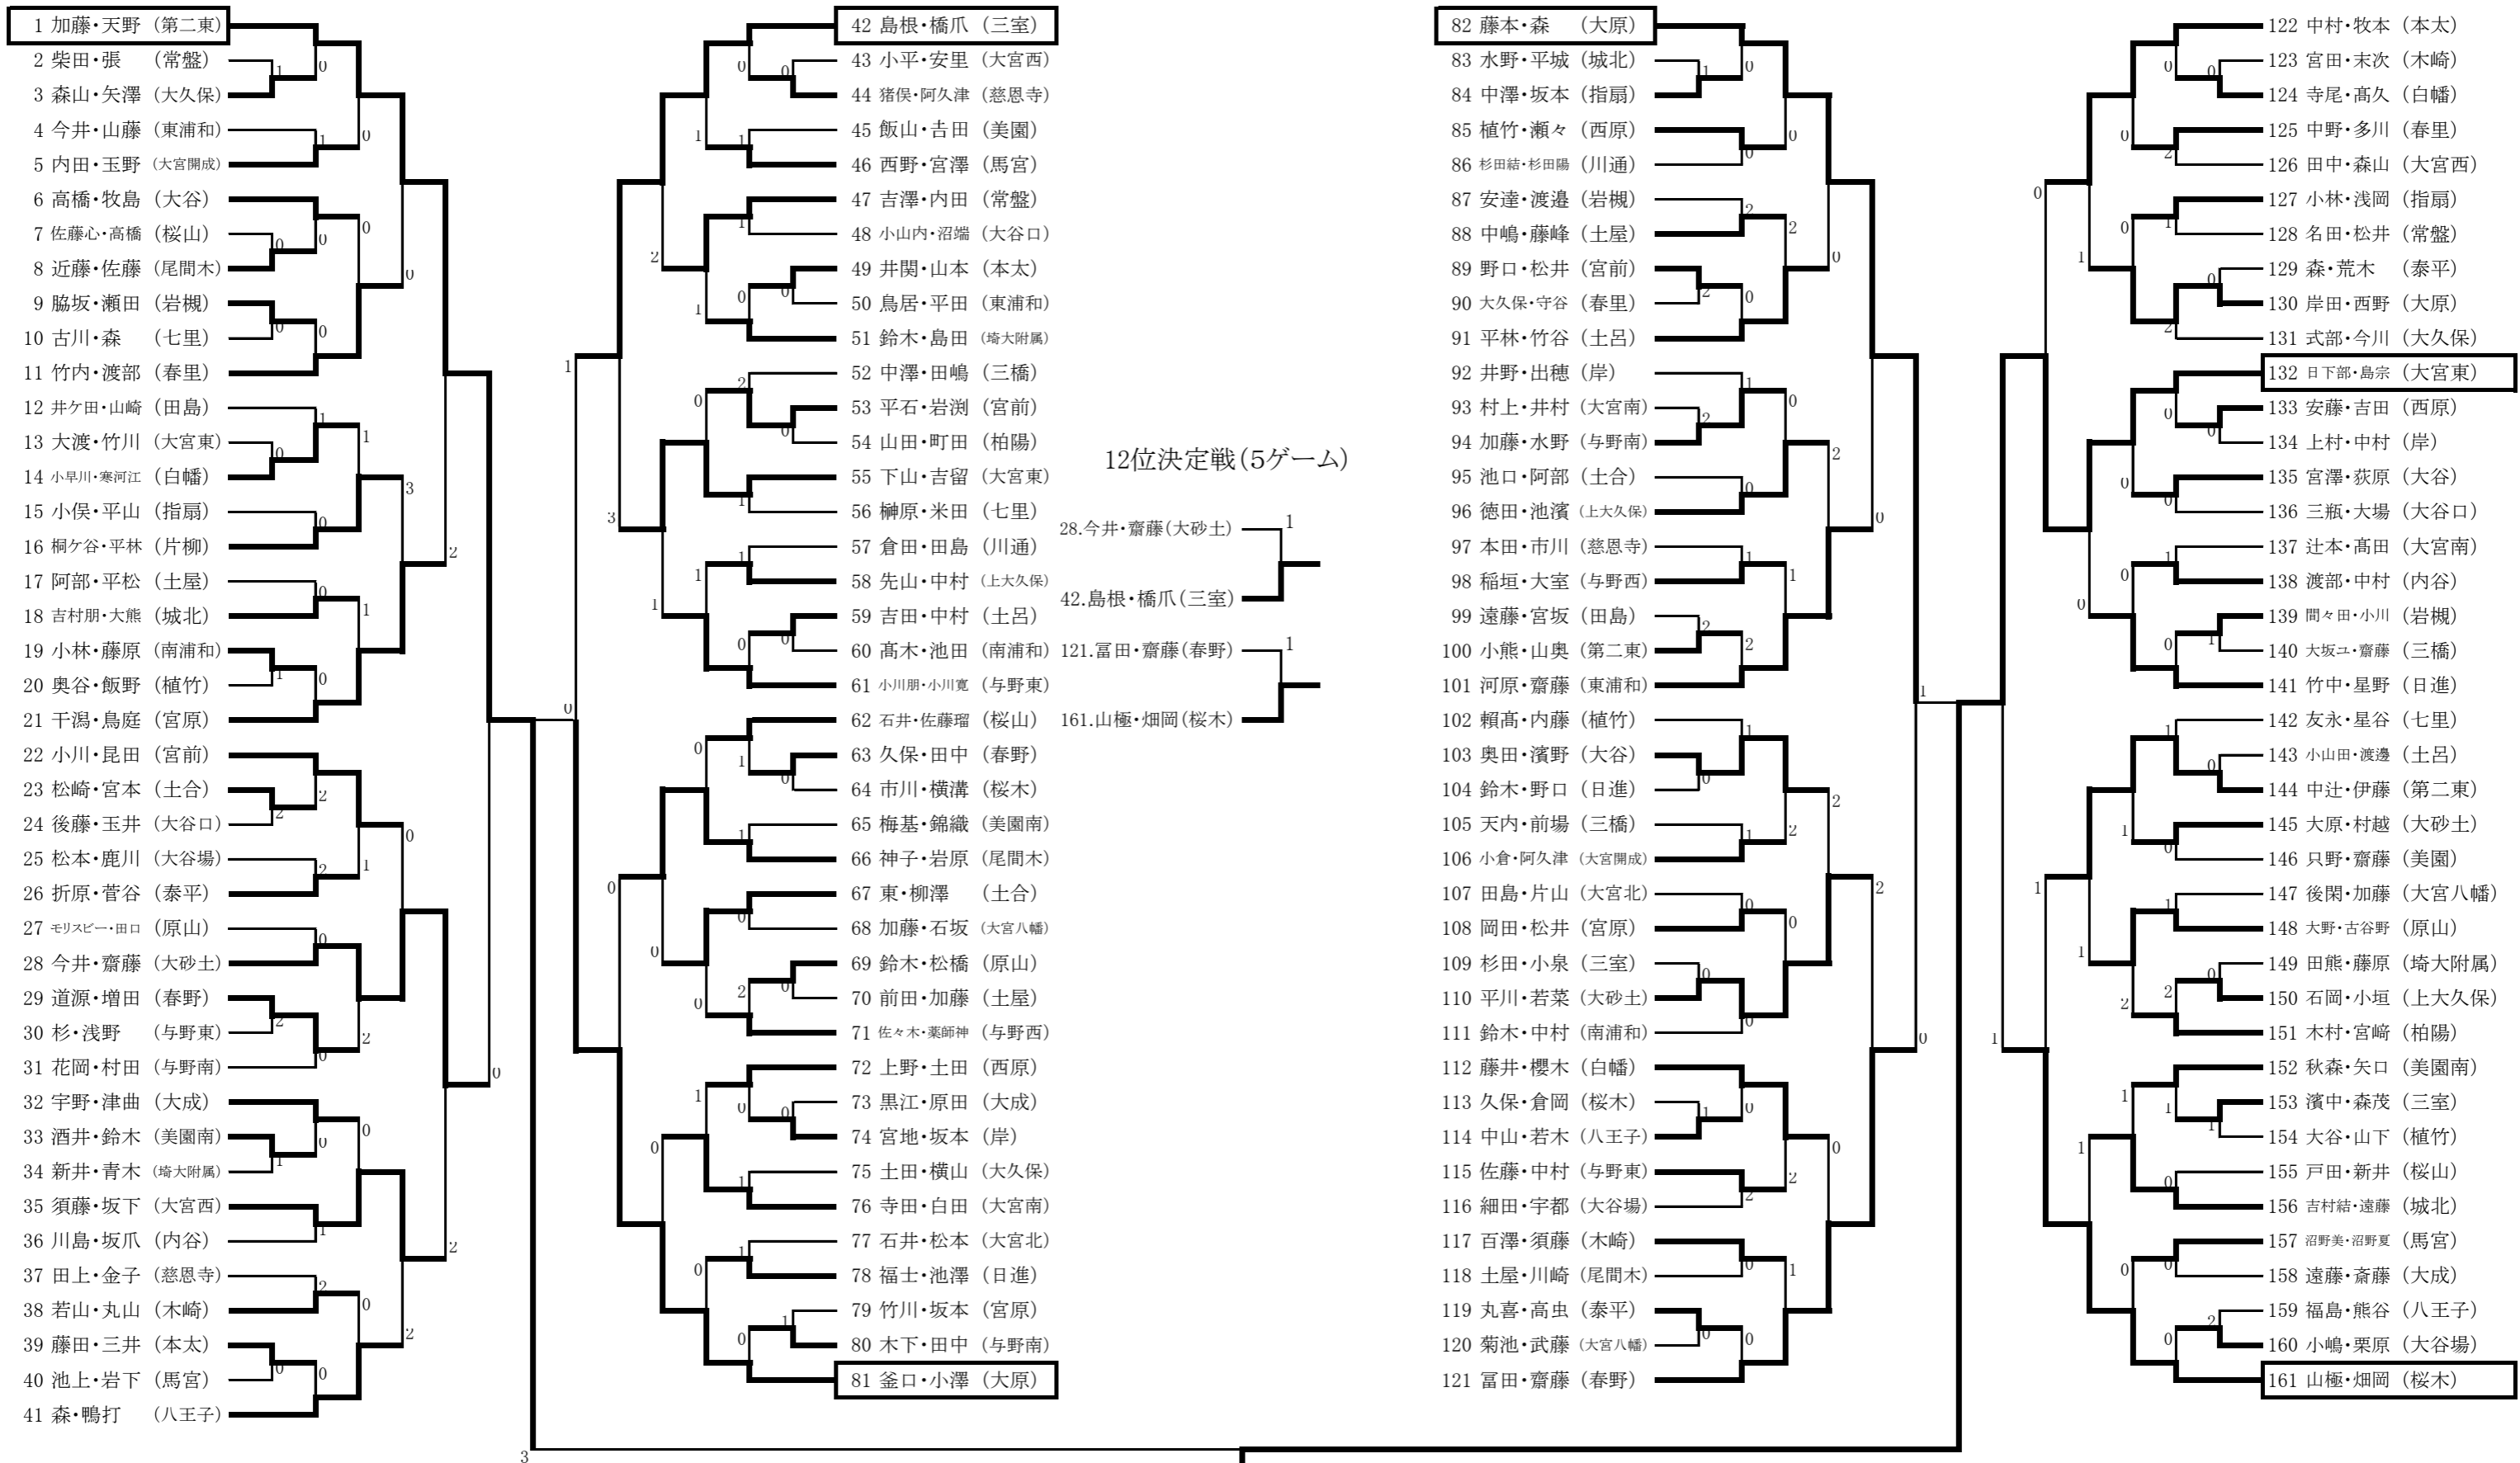 1 加藤・天野 (第二東)
2 柴田・張 (常盤)
3 森山・矢澤 (大久保)
4 今井・山藤 (東浦和)
5 内田・玉野 (大宮開成)
6 高橋・牧島 (大谷)
7 佐藤心・高橋 (桜山)
8 近藤・佐藤 (尾間木)
9 脇坂・瀬田 (岩槻)
10 古川・森 (七里)
11 竹内・渡部 (春里)
12 井ケ田・山崎 (田島)
13 大渡・竹川 (大宮東)
14 小早川・寒河江 (白幡)
15 小俣・平山 (指扇)
16 桐ケ谷・平林 (片柳)
17 阿部・平松 (土屋)
18 吉村朋・大熊 (城北)
19 小林・藤原 (南浦和)
20 奥谷・飯野 (植竹)
21 干潟・鳥庭 (宮原)
22 小川・昆田 (宮前)
23 松崎・宮本 (土合)
24 後藤・玉井 (大谷口)
25 松本・鹿川 (大谷場)
26 折原・菅谷 (泰平)
27 モリスビー・田口 (原山)
28 今井・齋藤 (大砂土)
29 道源・増田 (春野)
30 杉・浅野 (与野東)
31 花岡・村田 (与野南)
32 宇野・津曲 (大成)
33 酒井・鈴木 (美園南)
34 新井・青木 (埼大附属)
35 須藤・坂下 (大宮西)
36 川島・坂爪 (内谷)
37 田上・金子 (慈恩寺)
38 若山・丸山 (木崎)
39 藤田・三井 (本太)
40 池上・岩下 (馬宮)
41 森・鴨打 (八王子)
42 島根・橋爪 (三室)
43 小平・安里 (大宮西)
44 猪俣・阿久津 (慈恩寺)
45 飯山・吉田 (美園)
46 西野・宮澤 (馬宮)
47 吉澤・内田 (常盤)
48 小山内・沼端 (大谷口)
49 井関・山本 (本太)
50 鳥居・平田 (東浦和)
51 鈴木・島田 (埼大附属)
52 中澤・田嶋 (三橋)
53 平石・岩渕 (宮前)
54 山田・町田 (柏陽)
55 下山・吉留 (大宮東)
56 榊原・米田 (七里)
57 倉田・田島 (川通)
58 先山・中村 (上大久保)
59 吉田・中村 (土呂)
60 髙木・池田 (南浦和)
61 小川朋・小川寛 (与野東)
62 石井・佐藤瑠 (桜山)
63 久保・田中 (春野)
64 市川・横溝 (桜木)
65 梅基・錦織 (美園南)
66 神子・岩原 (尾間木)
67 東・柳澤 (土合)
68 加藤・石坂 (大宮八幡)
69 鈴木・松橋 (原山)
70 前田・加藤 (土屋)
71 佐々木・薬師神 (与野西)
72 上野・土田 (西原)
73 黒江・原田 (大成)
74 宮地・坂本 (岸)
75 土田・横山 (大久保)
76 寺田・白田 (大宮南)
77 石井・松本 (大宮北)
78 福士・池澤 (日進)
79 竹川・坂本 (宮原)
80 木下・田中 (与野南)
81 釜口・小澤 (大原)
12位決定戦(5ゲーム)
28.今井・齋藤(大砂土) 1
42.島根・橋爪(三室)
121.冨田・齋藤(春野) 1
161.山極・畑岡(桜木)
82 藤本・森 (大原)
83 水野・平城 (城北)
84 中澤・坂本 (指扇)
85 植竹・瀬々 (西原)
86 杉田結・杉田陽 (川通)
87 安達・渡邉 (岩槻)
88 中嶋・藤峰 (土屋)
89 野口・松井 (宮前)
90 大久保・守谷 (春里)
91 平林・竹谷 (土呂)
92 井野・出穂 (岸)
93 村上・井村 (大宮南)
94 加藤・水野 (与野南)
95 池口・阿部 (土合)
96 徳田・池濱 (上大久保)
97 本田・市川 (慈恩寺)
98 稲垣・大室 (与野西)
99 遠藤・宮坂 (田島)
100 小熊・山奥 (第二東)
101 河原・齋藤 (東浦和)
102 頼髙・内藤 (植竹)
103 奥田・濱野 (大谷)
104 鈴木・野口 (日進)
105 天内・前場 (三橋)
106 小倉・阿久津 (大宮開成)
107 田島・片山 (大宮北)
108 岡田・松井 (宮原)
109 杉田・小泉 (三室)
110 平川・若菜 (大砂土)
111 鈴木・中村 (南浦和)
112 藤井・櫻木 (白幡)
113 久保・倉岡 (桜木)
114 中山・若木 (八王子)
115 佐藤・中村 (与野東)
116 細田・宇都 (大谷場)
117 百澤・須藤 (木崎)
118 土屋・川崎 (尾間木)
119 丸喜・高虫 (泰平)
120 菊池・武藤 (大宮八幡)
121 冨田・齋藤 (春野)
122 中村・牧本 (本太)
123 宮田・末次 (木崎)
124 寺尾・髙久 (白幡)
125 中野・多川 (春里)
126 田中・森山 (大宮西)
127 小林・浅岡 (指扇)
128 名田・松井 (常盤)
129 森・荒木 (泰平)
130 岸田・西野 (大原)
131 式部・今川 (大久保)
132 日下部・島宗 (大宮東)
133 安藤・吉田 (西原)
134 上村・中村 (岸)
135 宮澤・荻原 (大谷)
136 三瓶・大場 (大谷口)
137 辻本・髙田 (大宮南)
138 渡部・中村 (内谷)
139 間々田・小川 (岩槻)
140 大坂ユ・齋藤 (三橋)
141 竹中・星野 (日進)
142 友永・星谷 (七里)
143 小山田・渡邊 (土呂)
144 中辻・伊藤 (第二東)
145 大原・村越 (大砂土)
146 只野・齋藤 (美園)
147 後閑・加藤 (大宮八幡)
148 大野・古谷野 (原山)
149 田熊・藤原 (埼大附属)
150 石岡・小垣 (上大久保)
151 木村・宮﨑 (柏陽)
152 秋森・矢口 (美園南)
153 濱中・森茂 (三室)
154 大谷・山下 (植竹)
155 戸田・新井 (桜山)
156 吉村結・遠藤 (城北)
157 沼野美・沼野夏 (馬宮)
158 遠藤・斎藤 (大成)
159 福島・熊谷 (八王子)
160 小嶋・栗原 (大谷場)
161 山極・畑岡 (桜木)
3